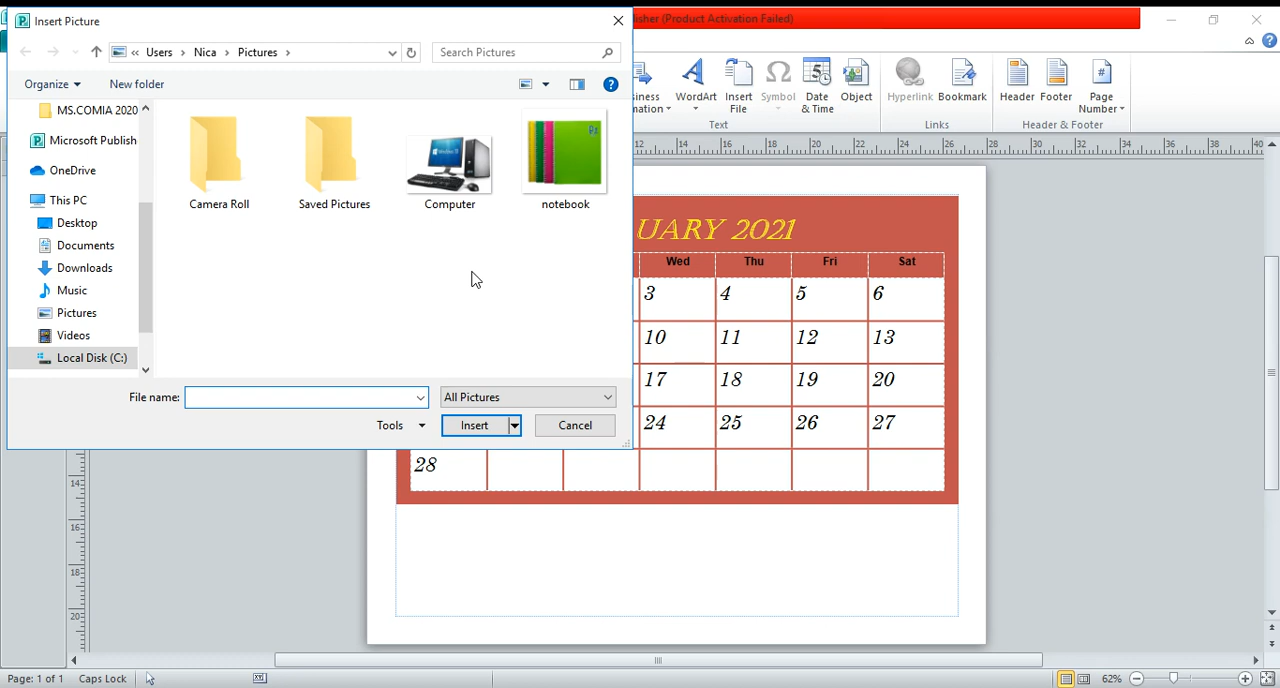 Insert Picture
blisher (Product Activation Failed)
« Users › Nica › Pictures ›
Search Pictures
Organize
New folder
MS.COMIA 2020
Microsoft Publish
OneDrive
This PC
Desktop
Documents
Downloads
Music
Pictures
Videos
Local Disk (C:)
Camera Roll
Saved Pictures
Computer
notebook
File name:
All Pictures
Tools
Insert
Cancel
WordArt
Insert File
Symbol
Date & Time
Object
Text
Hyperlink
Bookmark
Links
Header
Footer
Page Number
Header & Footer
12 14 16 18 20 22 24 26 28 30 32 34 36 38 40
14
16
18
20
UARY 2021
Wed Thu Fri Sat
3 4 5 6
10 11 12 13
17 18 19 20
24 25 26 27
28
Page: 1 of 1
Caps Lock
62%